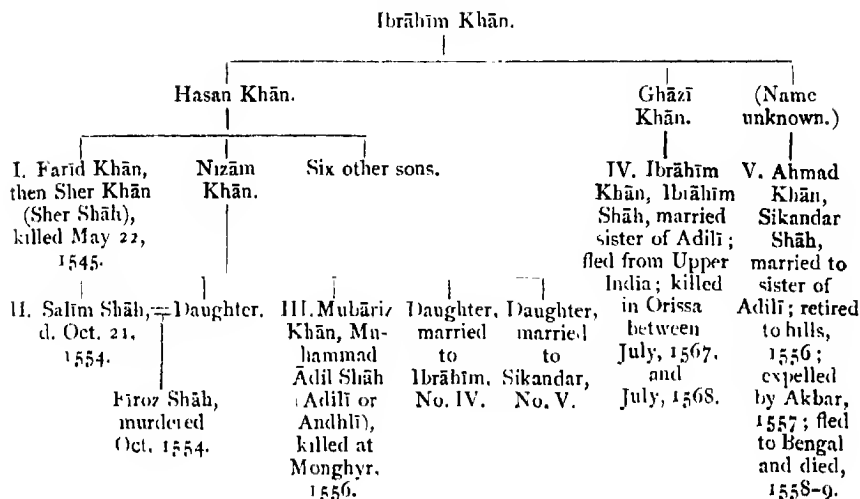 Ibrāhīm Khān.
Hasan Khān.
Ghāzī
Khān.
(Name
unknown.)
I. Farīd Khān,
then Sher Khān
(Sher Shāh),
killed May 22,
1545.
Nizām
Khān.
Six other sons.
IV. Ibrāhīm
Khān, Ibrāhīm
Shāh, married
sister of Adilī;
fled from Upper
India; killed
in Orissa
between
July, 1567.
and
July, 1568.
V. Ahmad
Khān,
Sikandar
Shāh,
married to
sister of
Adilī; retired
to hills,
1556;
expelled
by Akbar,
1557; fled
to Bengal
and died,
1558-9.
II. Salīm Shāh,=Daughter.
d. Oct. 21,
1554.
Fīroz Shāh,
murdered
Oct. 1554.
III. Mubāriz
Khān, Mu-
hammad
Ādil Shāh
(Adilī or
Andhlī),
killed at
Monghyr.
1556.
Daughter,
married
to
Ibrāhīm.
No. IV.
Daughter,
married
to
Sikandar,
No. V.